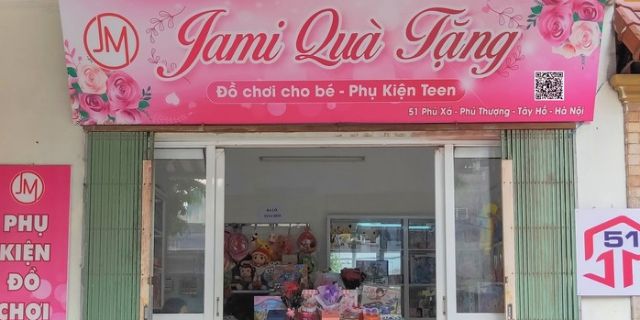 JM
Jami Quà Tặng
Đồ chơi cho bé - Phụ Kiện Teen
51 Phú Xá - Phú Thượng - Tây Hồ - Hà Nội
JM
PHỤ
KIỆN
ĐỒ
CHƠI
51